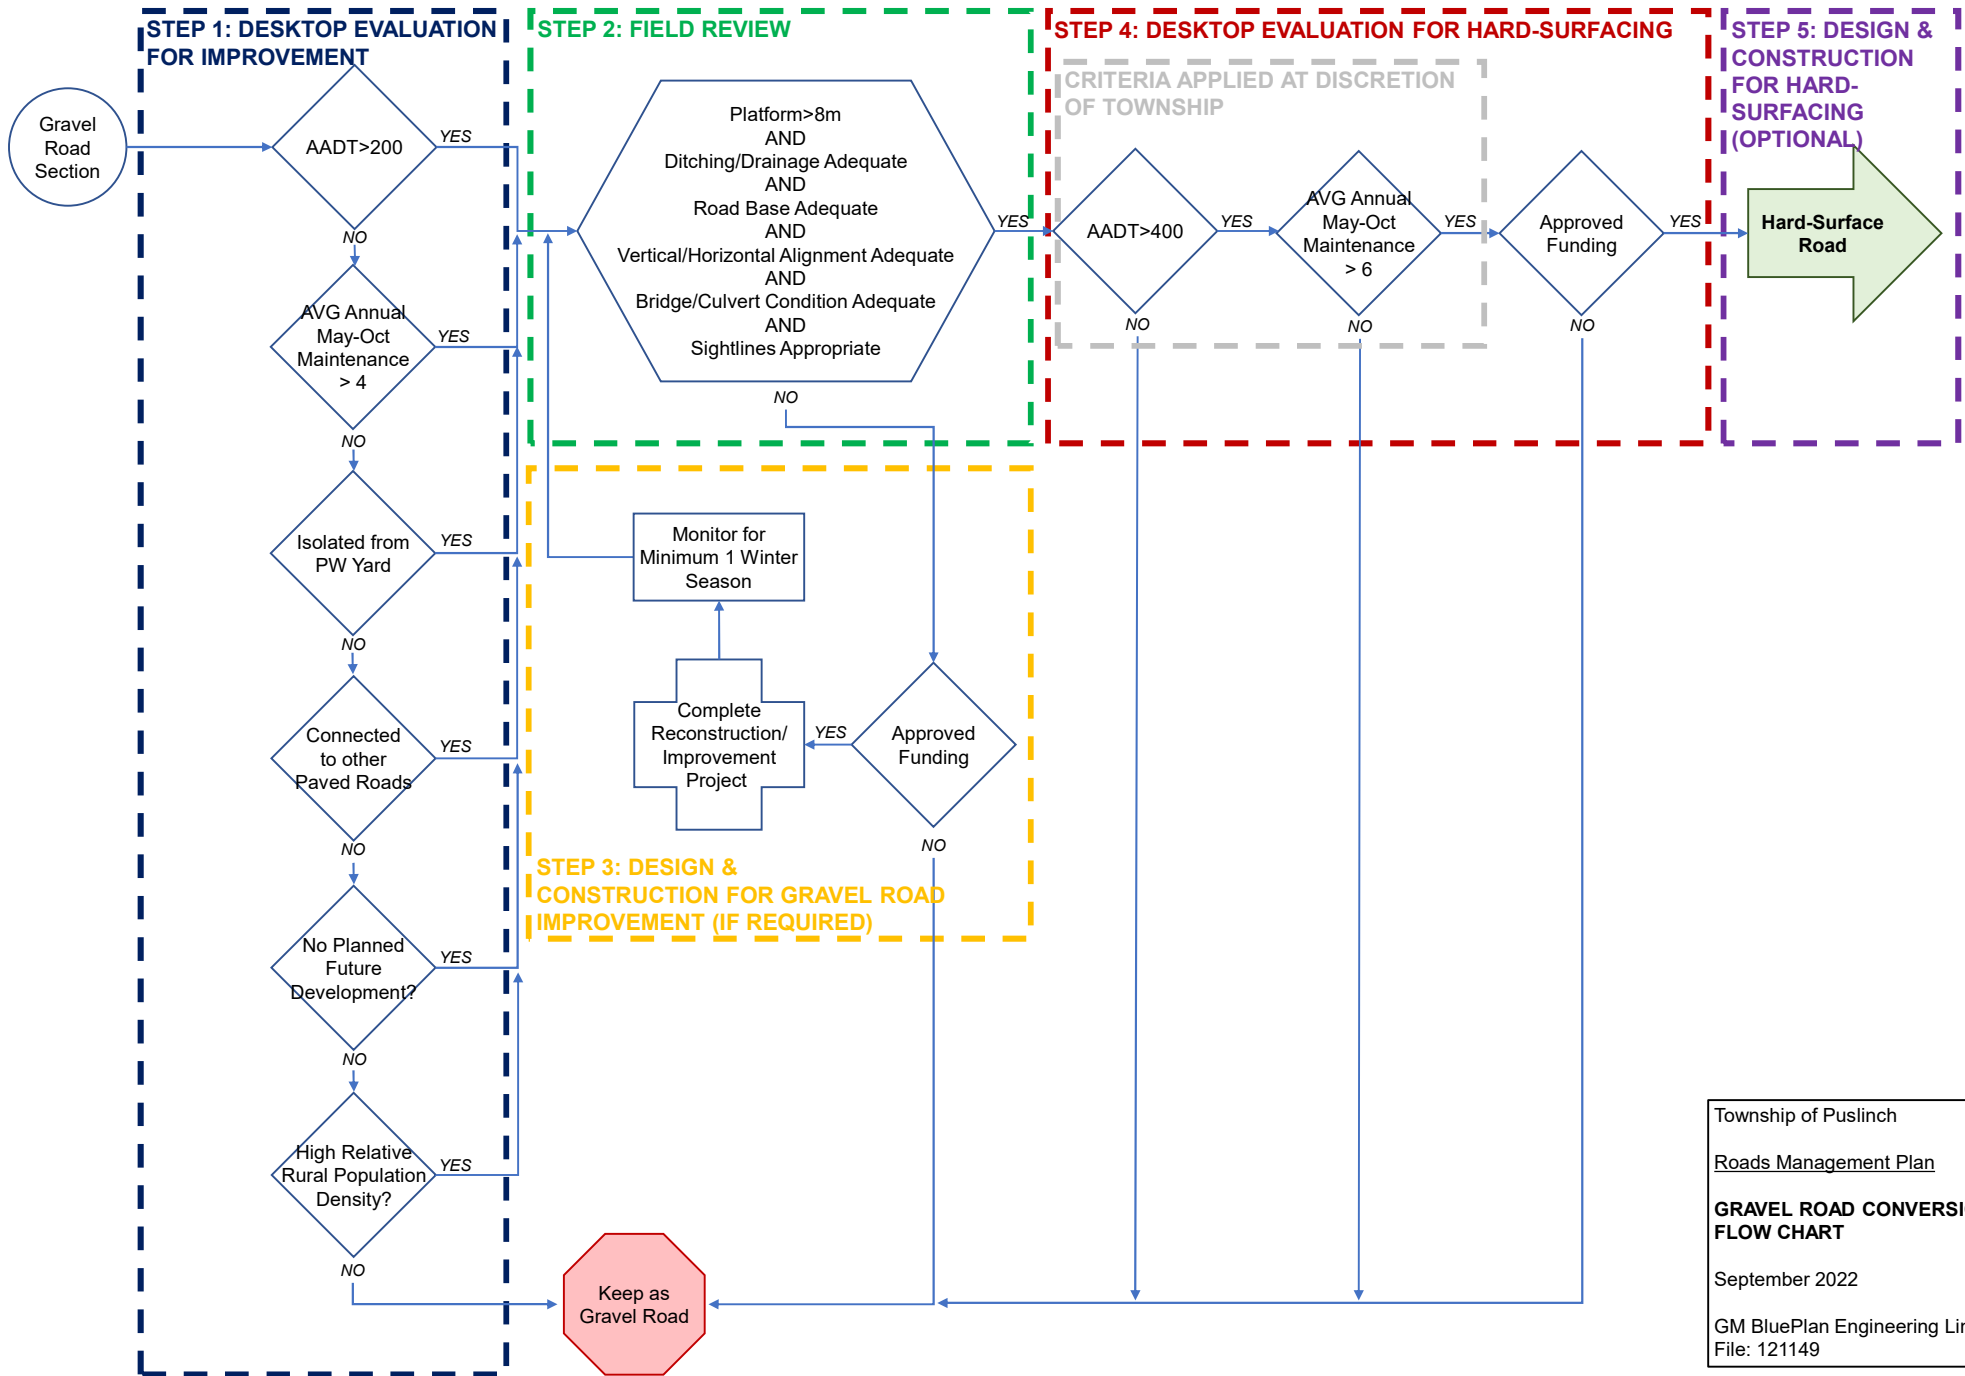 STEP 1: DESKTOP EVALUATION
FOR IMPROVEMENT
Gravel
Road
Section
AADT>200
YES
NO
AVG Annual
May-Oct
Maintenance
> 4
YES
NO
Isolated from
PW Yard
YES
NO
Connected
to other
Paved Roads
YES
NO
No Planned
Future
Development?
YES
NO
High Relative
Rural Population
Density?
YES
NO
STEP 2: FIELD REVIEW
Platform>8m
AND
Ditching/Drainage Adequate
AND
Road Base Adequate
AND
Vertical/Horizontal Alignment Adequate
AND
Bridge/Culvert Condition Adequate
AND
Sightlines Appropriate
YES
NO
Monitor for
Minimum 1 Winter
Season
Complete
Reconstruction/
Improvement
Project
YES
Approved
Funding
NO
STEP 3: DESIGN &
CONSTRUCTION FOR GRAVEL ROAD
IMPROVEMENT (IF REQUIRED)
Keep as
Gravel Road
STEP 4: DESKTOP EVALUATION FOR HARD-SURFACING
CRITERIA APPLIED AT DISCRETION
OF TOWNSHIP
AADT>400
YES
NO
AVG Annual
May-Oct
Maintenance
> 6
YES
NO
Approved
Funding
YES
NO
STEP 5: DESIGN &
CONSTRUCTION
FOR HARD-
SURFACING
(OPTIONAL)
Hard-Surface
Road
Township of Puslinch
Roads Management Plan
GRAVEL ROAD
FLOW CHART
September 2022
GM BluePlan Engineering
File: 121149